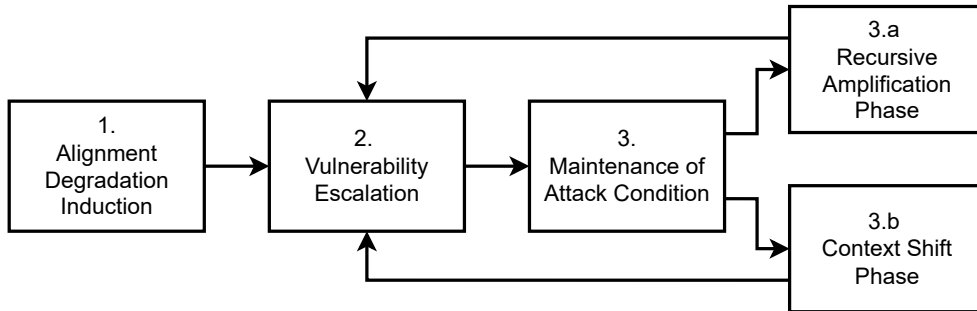 1.
Alignment
Degradation
Induction
2.
Vulnerability
Escalation
3.
Maintenance of
Attack Condition
3.a
Recursive
Amplification
Phase
3.b
Context Shift
Phase